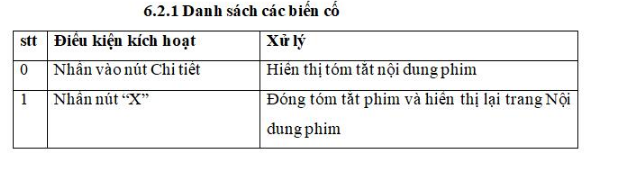 6.2.1 Danh sách các biến cố
stt Điều kiện kích hoạt Xử lý
0 Nhấn vào nút Chi tiết Hiển thị tóm tắt nội dung phim
1 Nhấn nút “X” Đóng tóm tắt phim và hiển thị lại trang Nội
dung phim